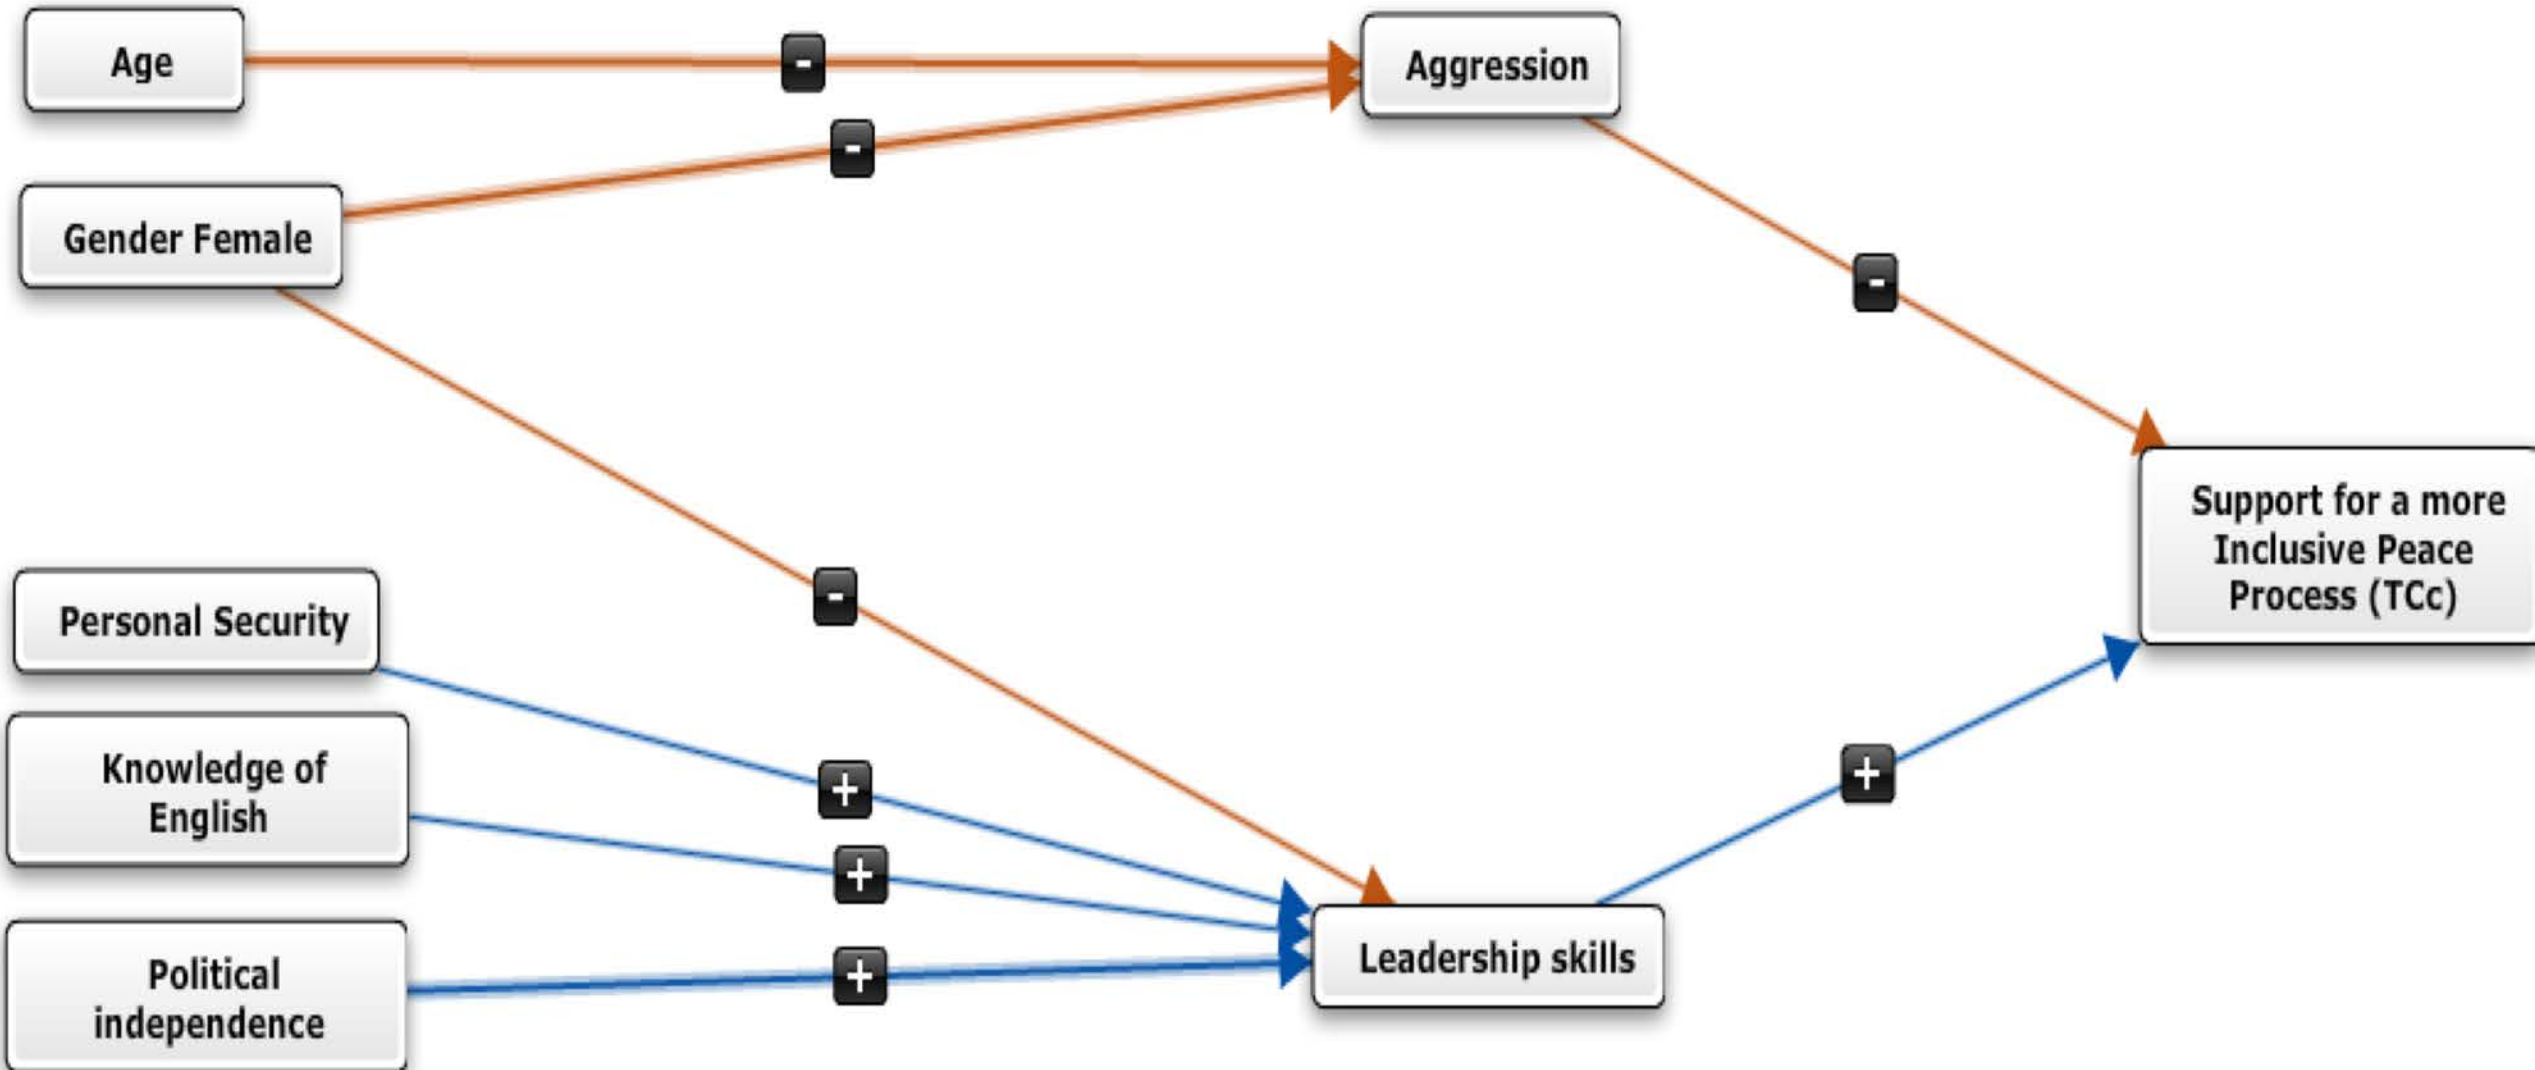 Age
-
Aggression
-
Gender Female
-
Support for a more
Inclusive Peace
Process (TCc)
-
Personal Security
+
Knowledge of
English
+
+
Political
independence
+
Leadership skills